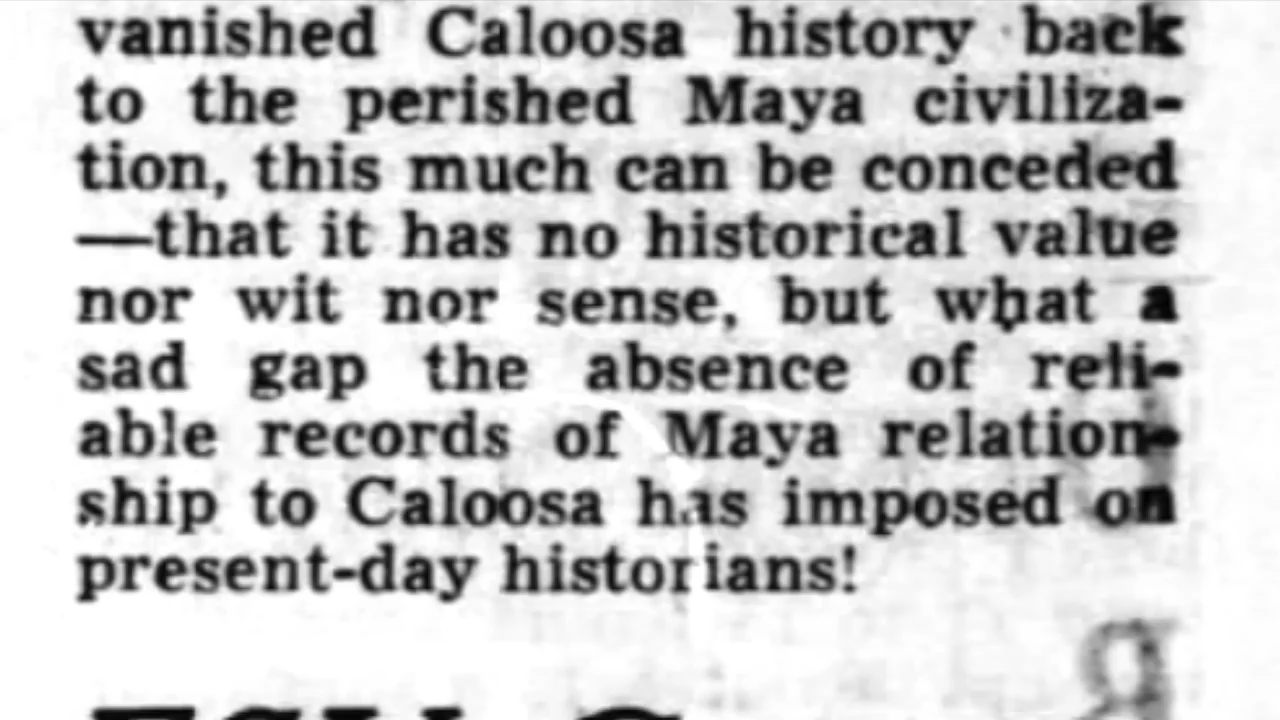 vanished Caloosa history back
to the perished Maya civiliza-
tion, this much can be conceded
—that it has no historical value
nor wit nor sense, but what a
sad gap the absence of reli-
able records of Maya relation-
ship to Caloosa has imposed on
present-day historians!